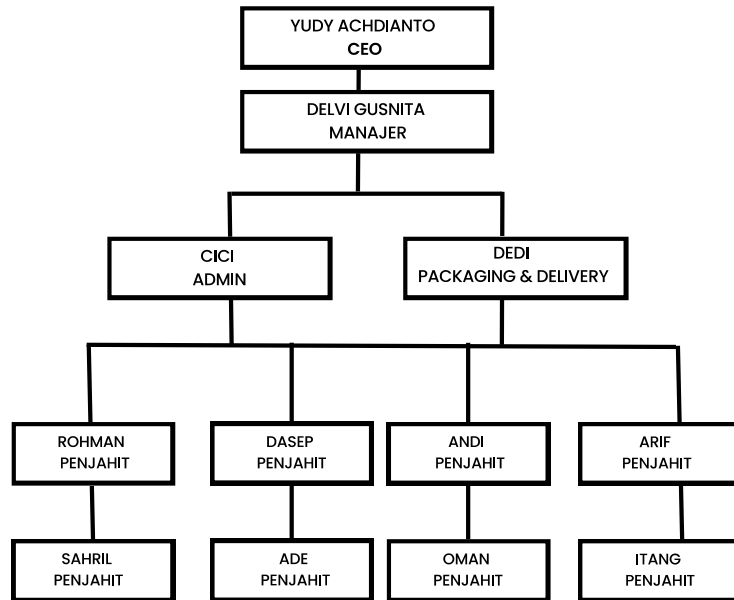 YUDY ACHDIANTO
CEO
DELVI GUSNITA
MANAJER
CICI
ADMIN
DEDI
PACKAGING & DELIVERY
ROHMAN
PENJAHIT
DASEP
PENJAHIT
ANDI
PENJAHIT
ARIF
PENJAHIT
SAHRIL
PENJAHIT
ADE
PENJAHIT
OMAN
PENJAHIT
ITANG
PENJAHIT